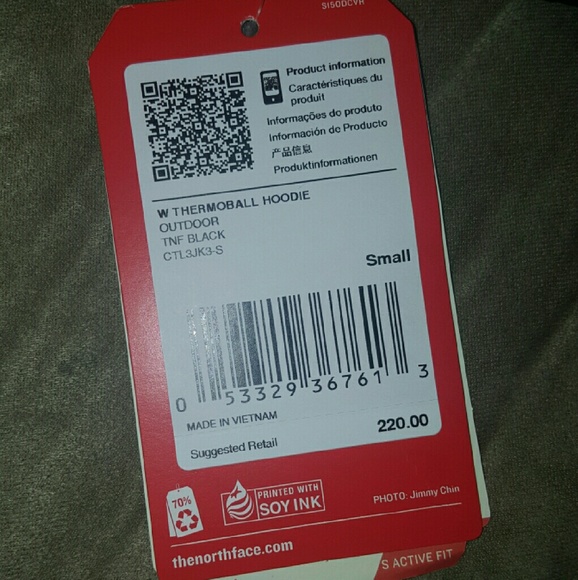 SI50DCVH
Product information
Caractéristiques du
produit
Informações do produto
Información de Producto
产品信息
Produktinformationen
W THERMOBALL HOODIE
OUTDOOR
TNF BLACK
CTL3JK3-S
Small
0 53329 36761 3
MADE IN VIETNAM
Suggested Retail 220.00
70%
PRINTED WITH
SOY INK
PHOTO: Jimmy Chin
thenorthface.com
S ACTIVE FIT